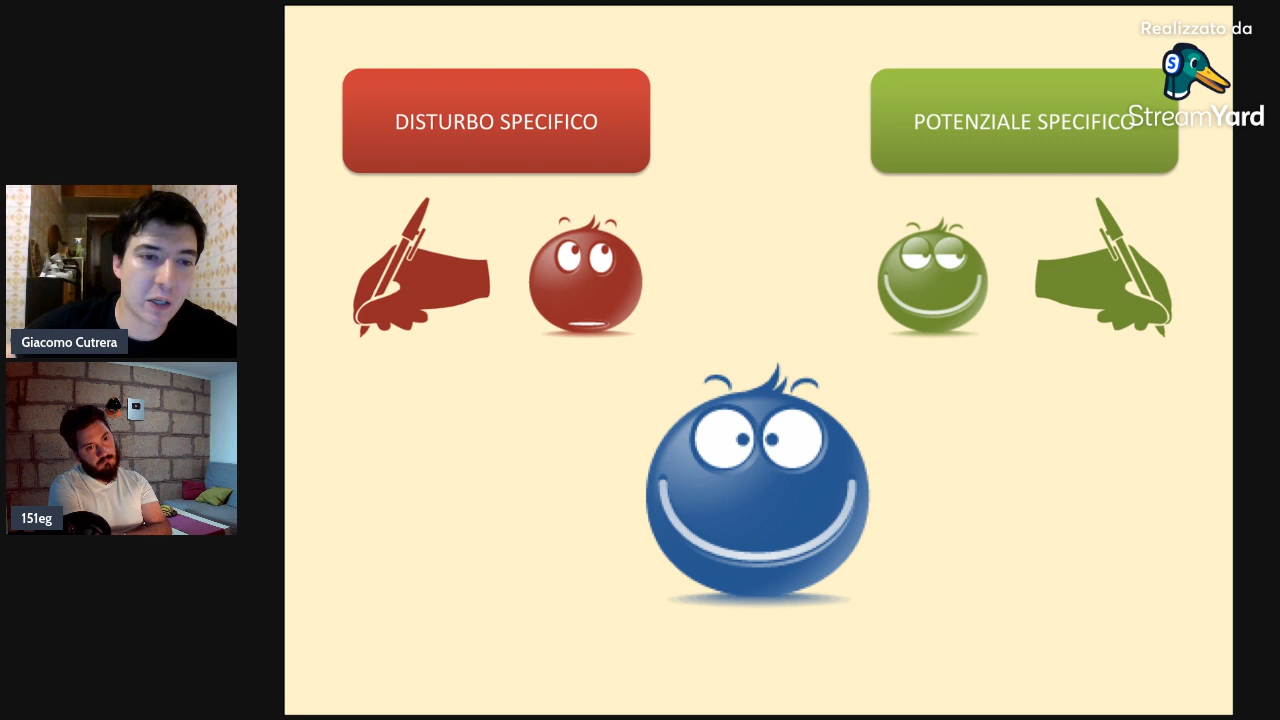 Realizzato da
StreamYard
DISTURBO SPECIFICO
POTENZIALE SPECIFICO
Giacomo Cutrera
151eg